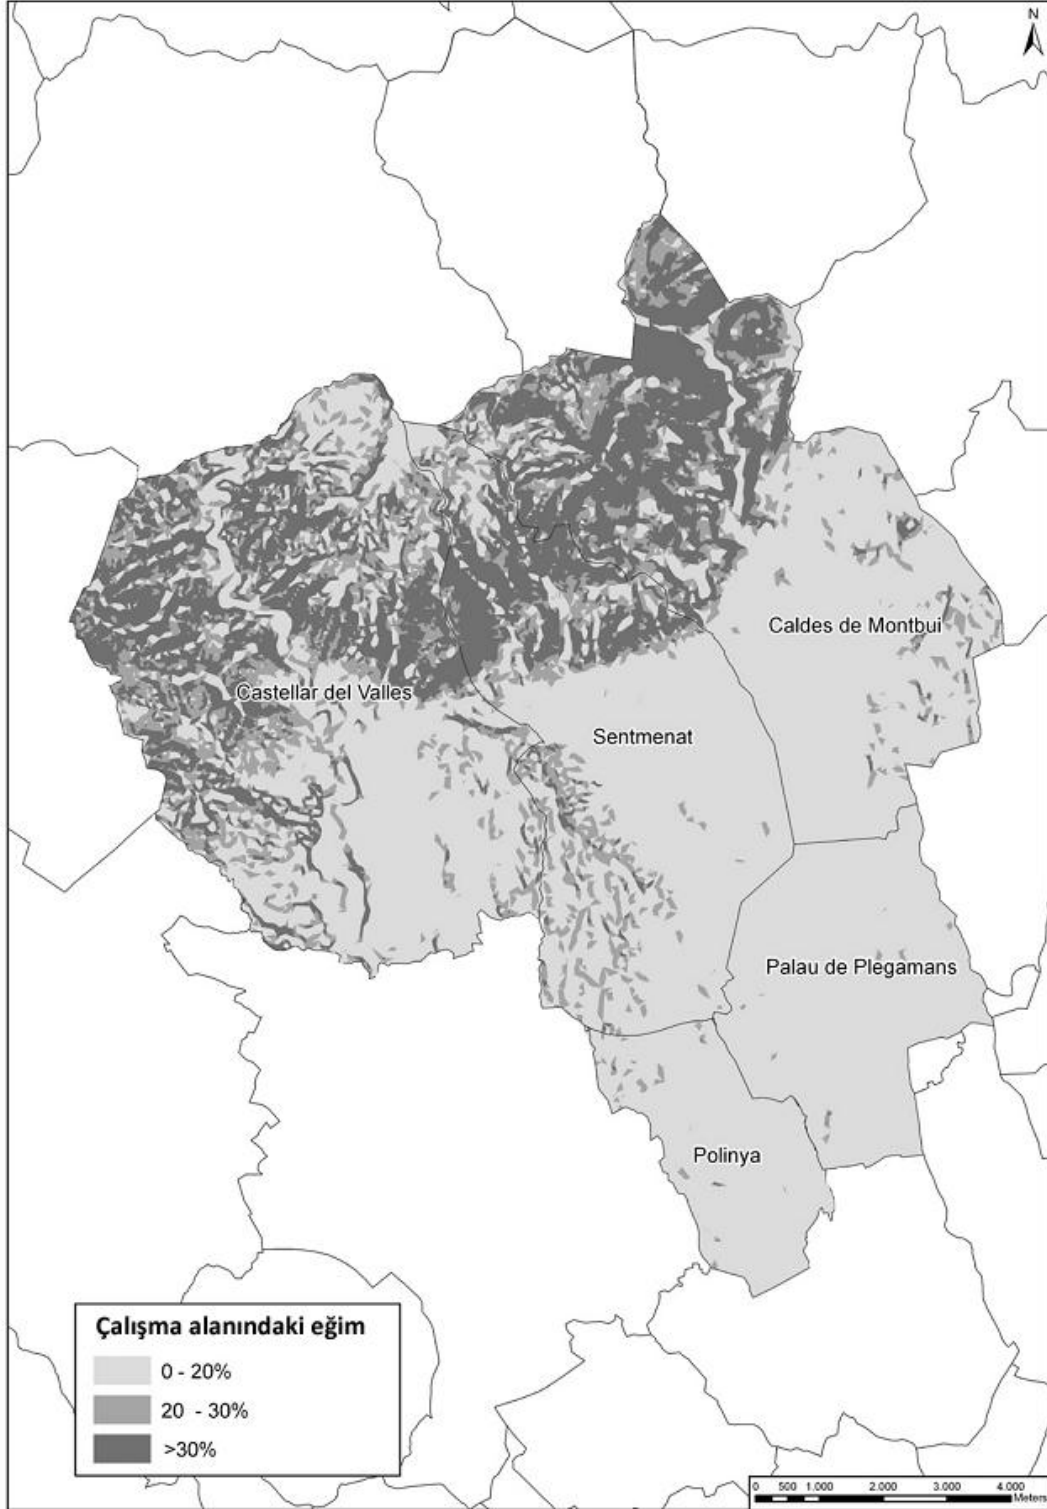 N
Caldes de Montbui
Castellar del Valles
Sentmenat
Palau de Plegamans
Polinya
Çalışma alanındaki eğim
0 - 20%
20 - 30%
>30%
0 500 1.000 2.000 3.000 4.000
Meters